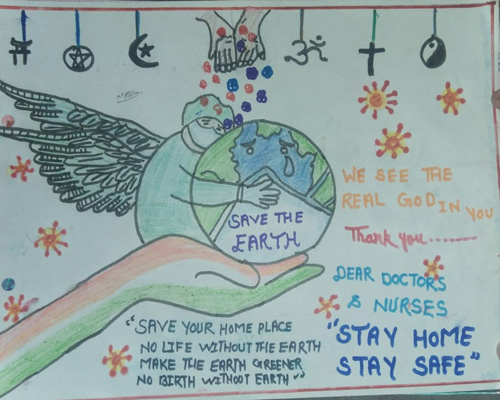 SAVE THE
EARTH
WE SEE THE
REAL GOD IN YOU
Thank you.......
DEAR DOCTORS
& NURSES
"STAY HOME
STAY SAFE"
"SAVE YOUR HOME PLACE
NO LIFE WITHOUT THE EARTH
MAKE THE EARTH GREENER
NO BIRTH WITHOUT EARTH"